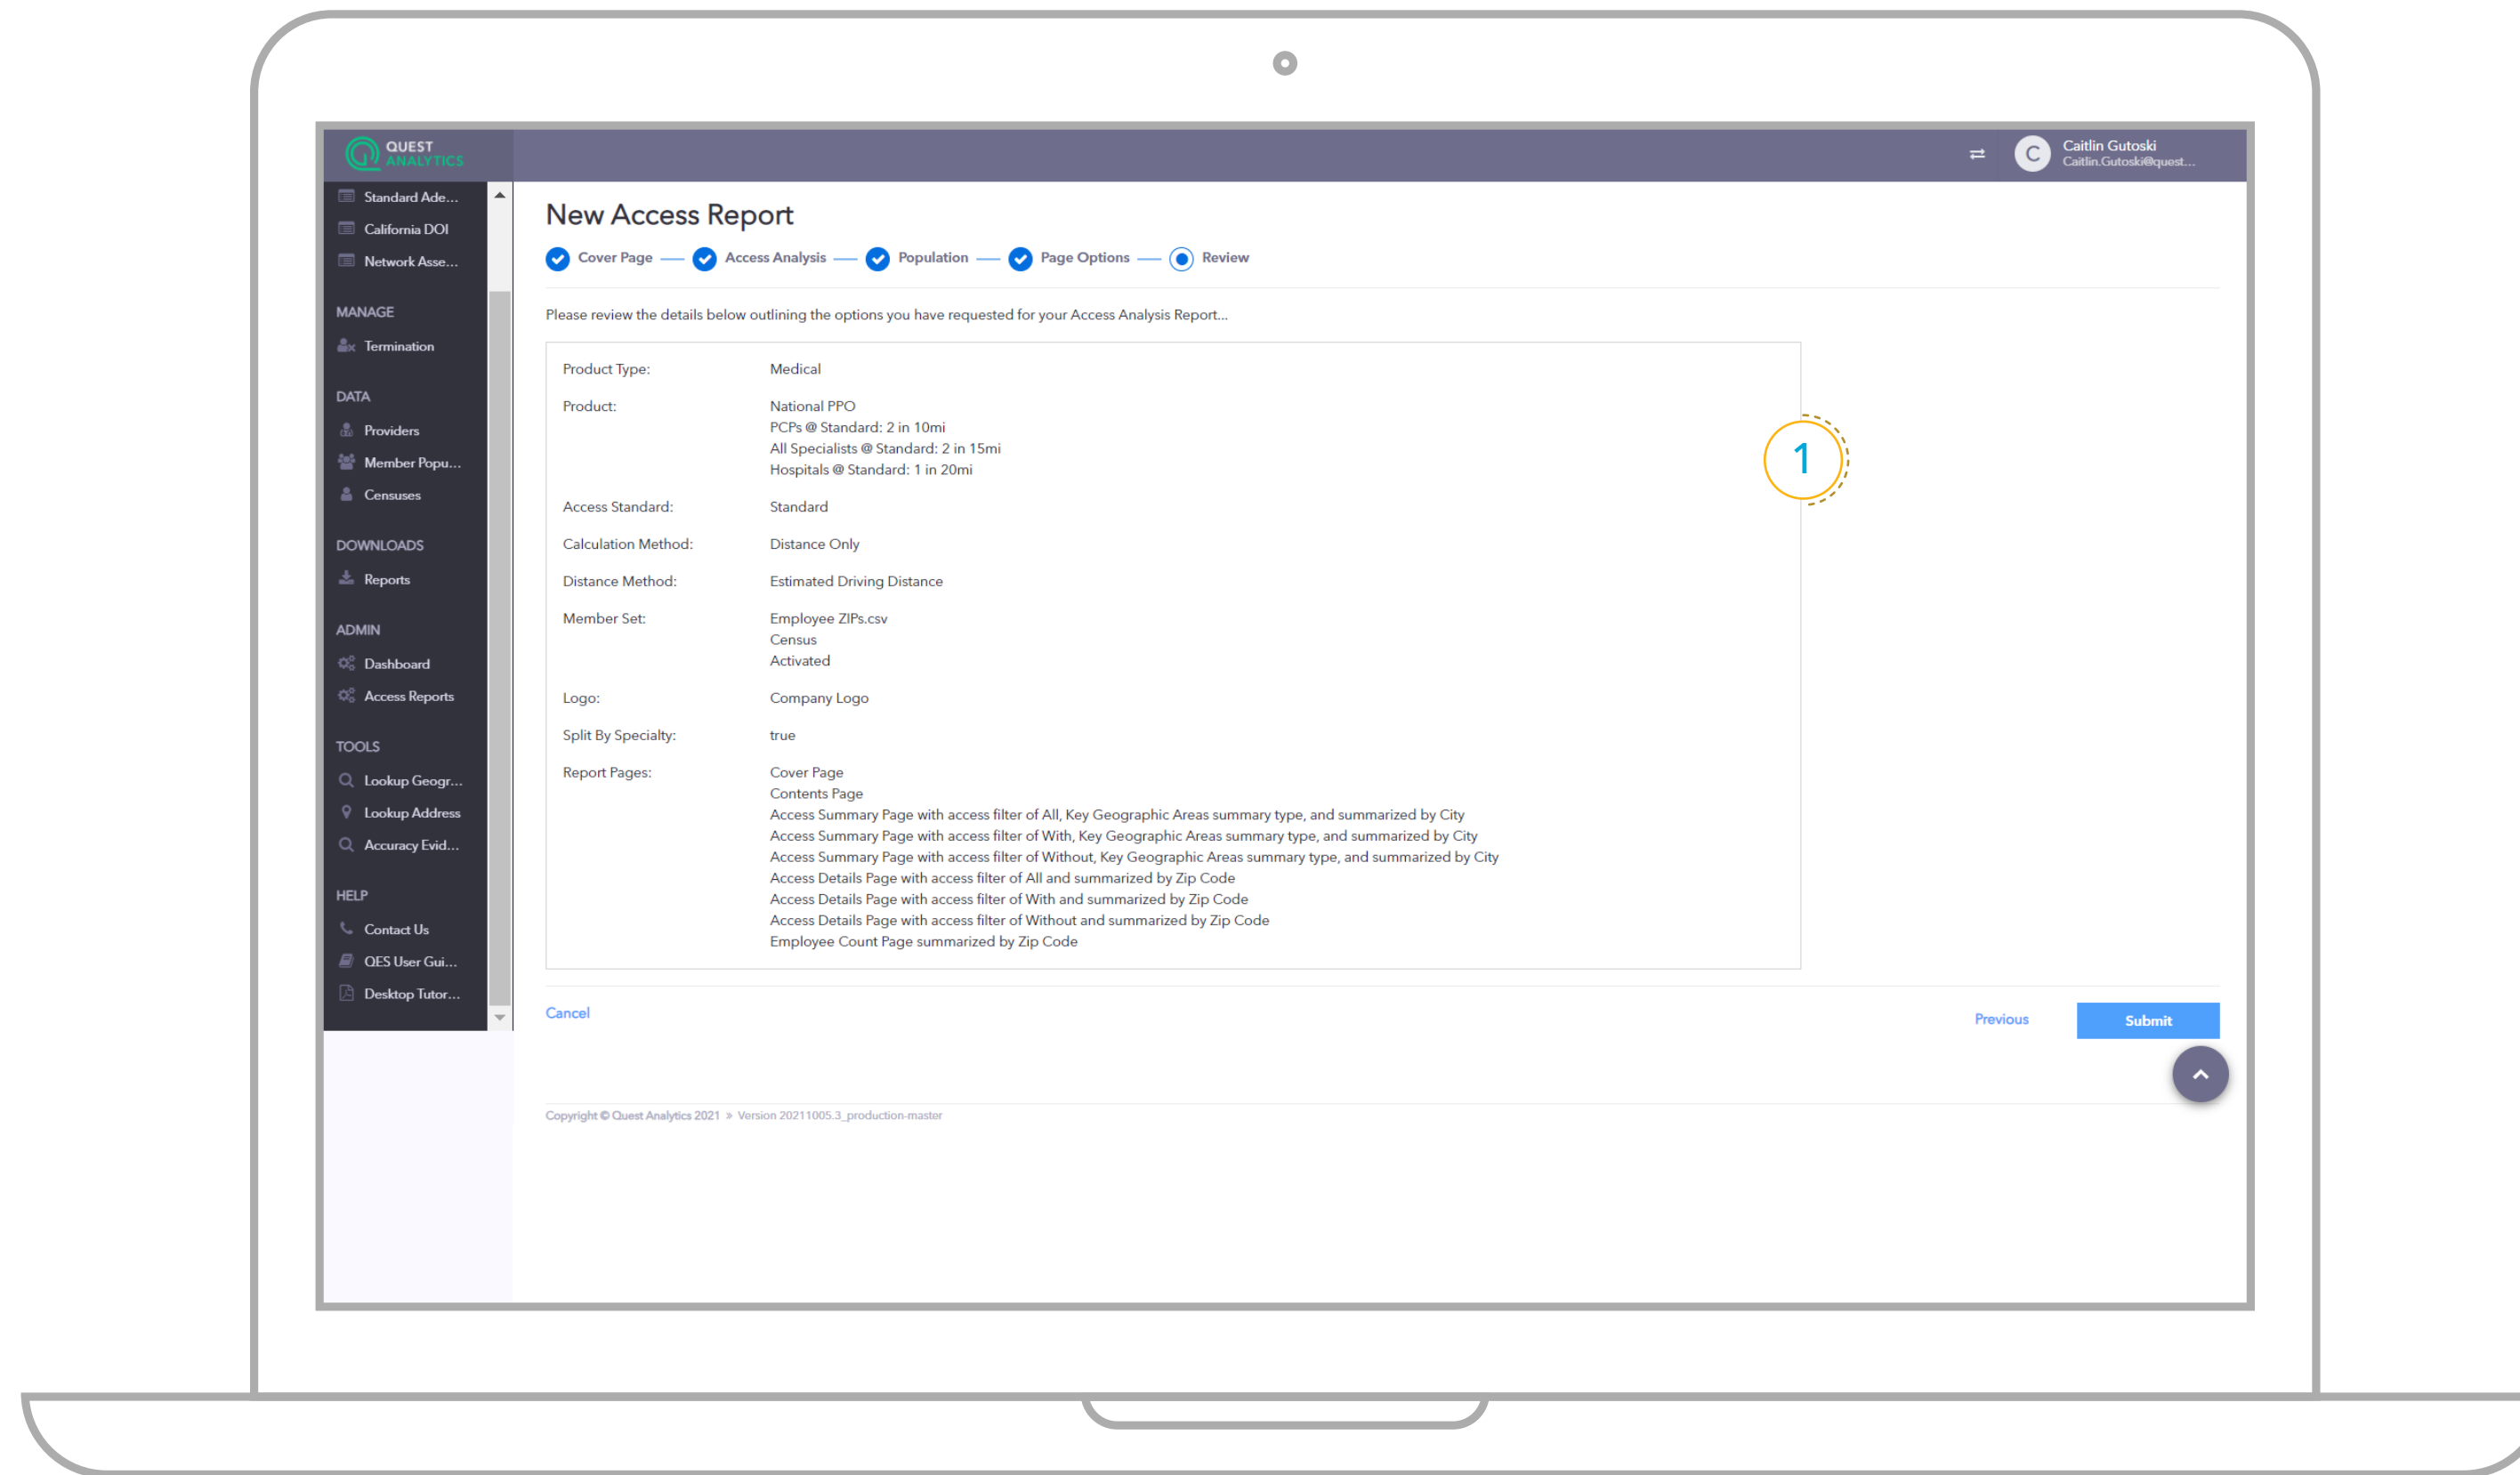 QUEST
ANALYTICS
C
Caitlin Gutoski
Caitlin.Gutoski@quest...
Standard Ade...
California DOI
Network Asse...
MANAGE
Termination
DATA
Providers
Member Popu...
Censuses
DOWNLOADS
Reports
ADMIN
Dashboard
Access Reports
TOOLS
Lookup Geogr...
Lookup Address
Accuracy Evid...
HELP
Contact Us
QES User Gui...
Desktop Tutor...
New Access Report
Cover Page Access Analysis Population Page Options Review
Please review the details below outlining the options you have requested for your Access Analysis Report...
Product Type: Medical
Product: National PPO
PCPs @ Standard: 2 in 10mi
All Specialists @ Standard: 2 in 15mi
Hospitals @ Standard: 1 in 20mi
1
Access Standard: Standard
Calculation Method: Distance Only
Distance Method: Estimated Driving Distance
Member Set: Employee ZIPs.csv
Census
Activated
Logo: Company Logo
Split By Specialty: true
Report Pages: Cover Page
Contents Page
Access Summary Page with access filter of All, Key Geographic Areas summary type, and summarized by City
Access Summary Page with access filter of With, Key Geographic Areas summary type, and summarized by City
Access Summary Page with access filter of Without, Key Geographic Areas summary type, and summarized by City
Access Details Page with access filter of All and summarized by Zip Code
Access Details Page with access filter of With and summarized by Zip Code
Access Details Page with access filter of Without and summarized by Zip Code
Employee Count Page summarized by Zip Code
Cancel Previous Submit
Copyright © Quest Analytics 2021 » Version 20211005.3_production-master